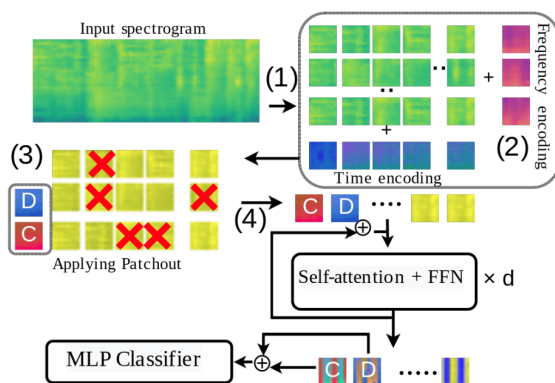 Input spectrogram
(1)
+
Frequency encoding
(2)
+
Time encoding
(3)
D
C
Applying Patchout
(4)
C D
+
Self-attention + FFN
× d
MLP Classifier
+
C D